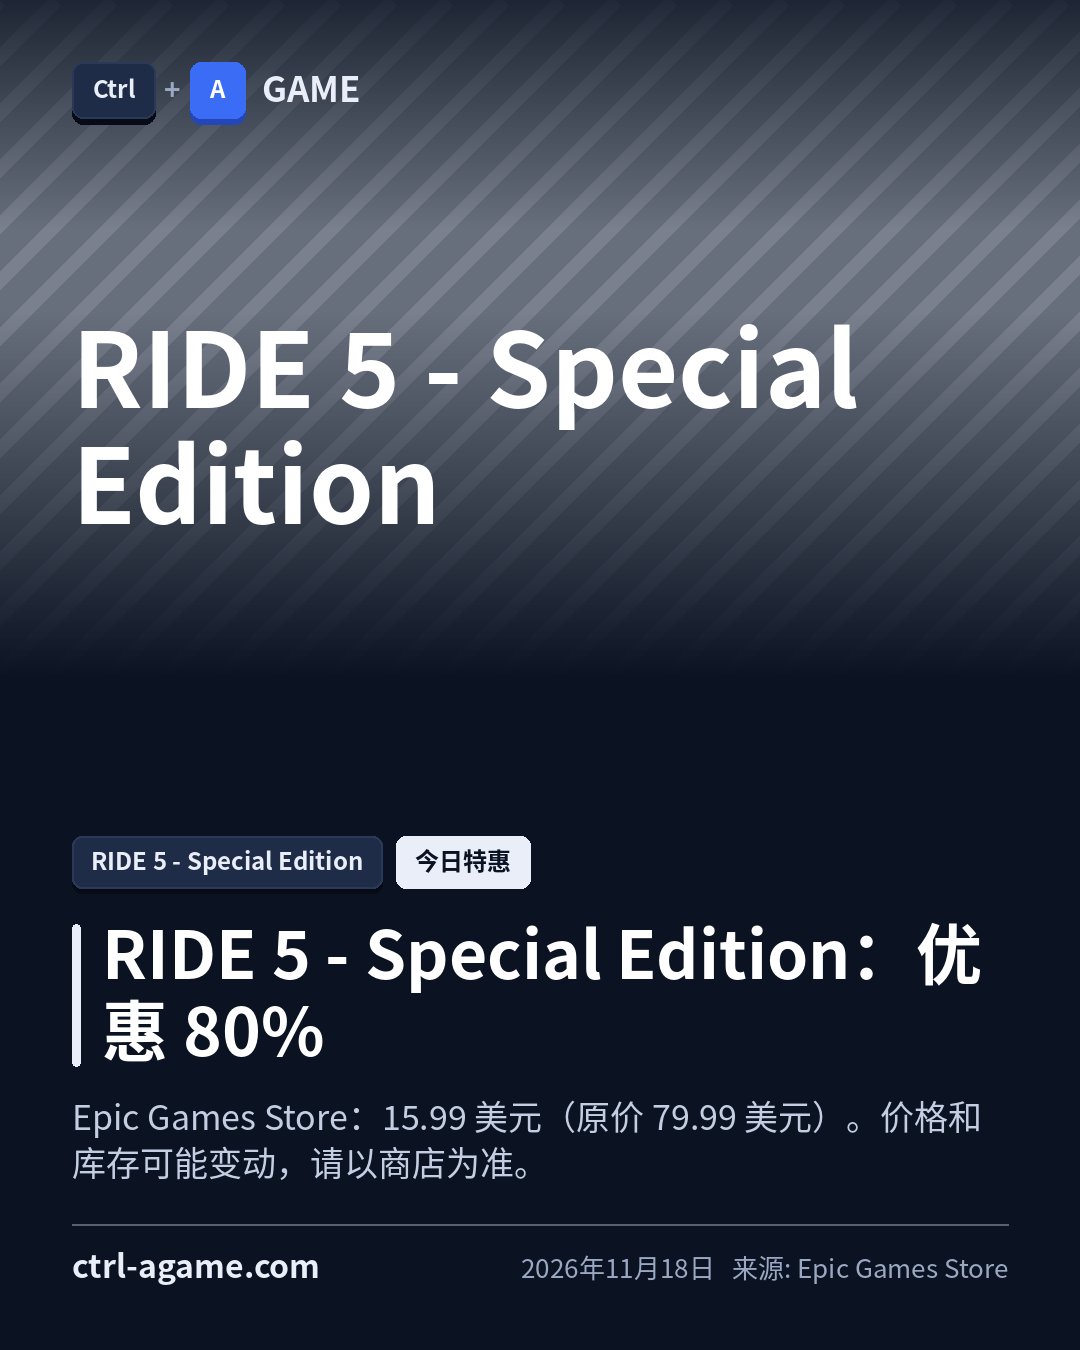 Ctrl + A GAME
RIDE 5 - Special
Edition
RIDE 5 - Special Edition 今日特惠
RIDE 5 - Special Edition：优
惠 80%
Epic Games Store：15.99 美元（原价 79.99 美元）。价格和
库存可能变动，请以商店为准。
ctrl-agame.com 2026年11月18日 来源: Epic Games Store